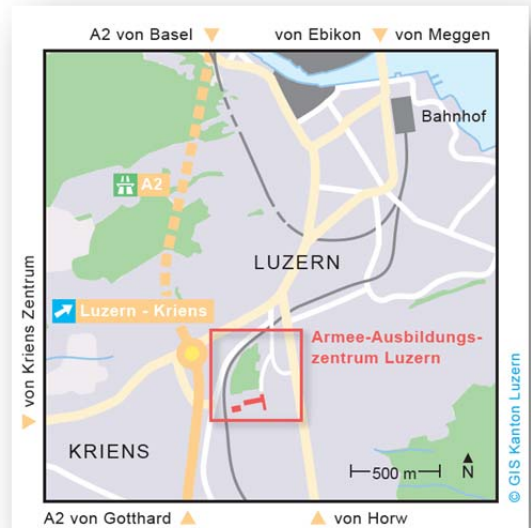 A2 von Basel
von Ebikon
von Meggen
Bahnhof
A2
LUZERN
Luzern - Kriens
Armee-Ausbildungs-
zentrum Luzern
von Kriens Zentrum
KRIENS
500 m
N
© GIS Kanton Luzern
A2 von Gotthard
von Horw